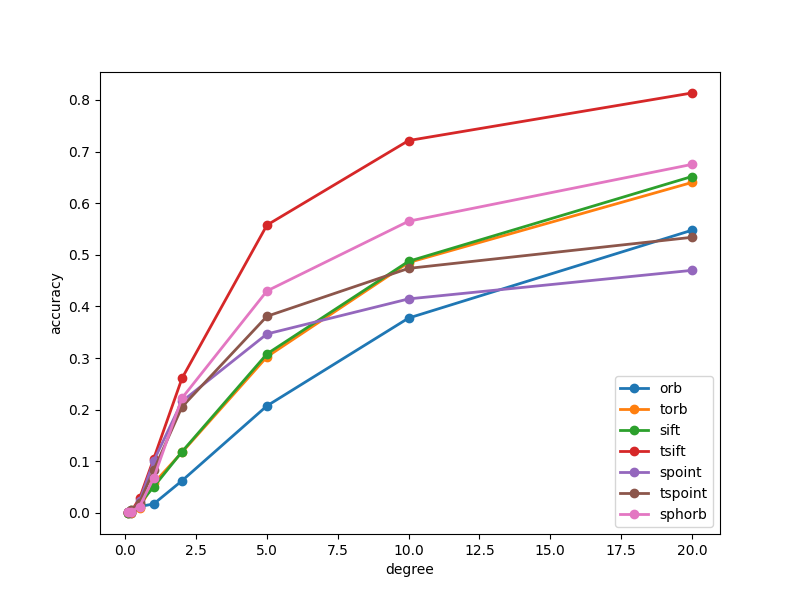 0.8
0.7
0.6
0.5
0.4
0.3
0.2
0.1
0.0
accuracy
0.0 2.5 5.0 7.5 10.0 12.5 15.0 17.5 20.0
degree
orb
torb
sift
tsift
spoint
tspoint
sphorb